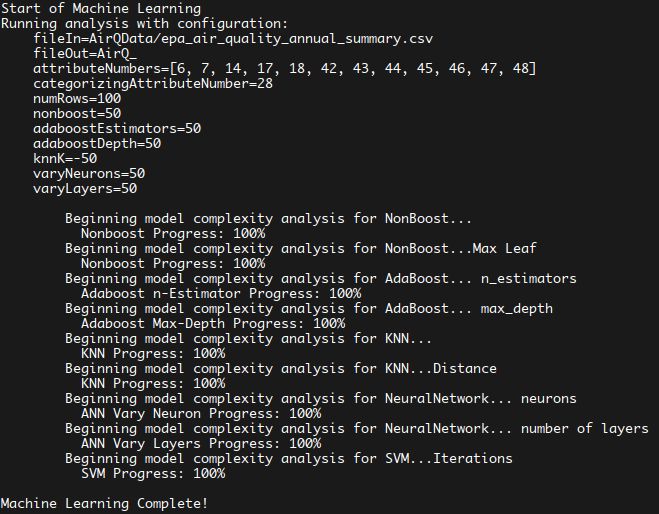 Start of Machine Learning
Running analysis with configuration:
    fileIn=AirQData/epa_air_quality_annual_summary.csv
    fileOut=AirQ_
    attributeNumbers=[6, 7, 14, 17, 18, 42, 43, 44, 45, 46, 47, 48]
    categorizingAttributeNumber=28
    numRows=100
    nonboost=50
    adaboostEstimators=50
    adaboostDepth=50
    knnK=-50
    varyNeurons=50
    varyLayers=50
        Beginning model complexity analysis for NonBoost...
          Nonboost Progress: 100%
        Beginning model complexity analysis for NonBoost...Max Leaf
          Nonboost Progress: 100%
        Beginning model complexity analysis for AdaBoost... n_estimators
          Adaboost n-Estimator Progress: 100%
        Beginning model complexity analysis for AdaBoost... max_depth
          Adaboost Max-Depth Progress: 100%
        Beginning model complexity analysis for KNN...
          KNN Progress: 100%
        Beginning model complexity analysis for KNN...Distance
          KNN Progress: 100%
        Beginning model complexity analysis for NeuralNetwork... neurons
          ANN Vary Neuron Progress: 100%
        Beginning model complexity analysis for NeuralNetwork... number of layers
          ANN Vary Layers Progress: 100%
        Beginning model complexity analysis for SVM...Iterations
          SVM Progress: 100%
Machine Learning Complete!